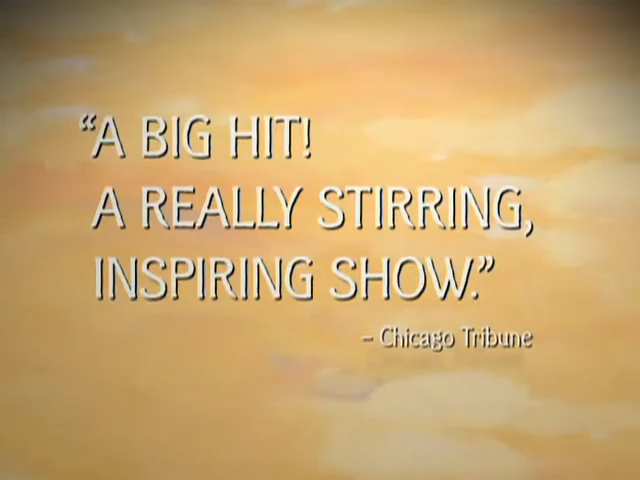 “A BIG HIT!
A REALLY STIRRING,
INSPIRING SHOW.”
– Chicago Tribune